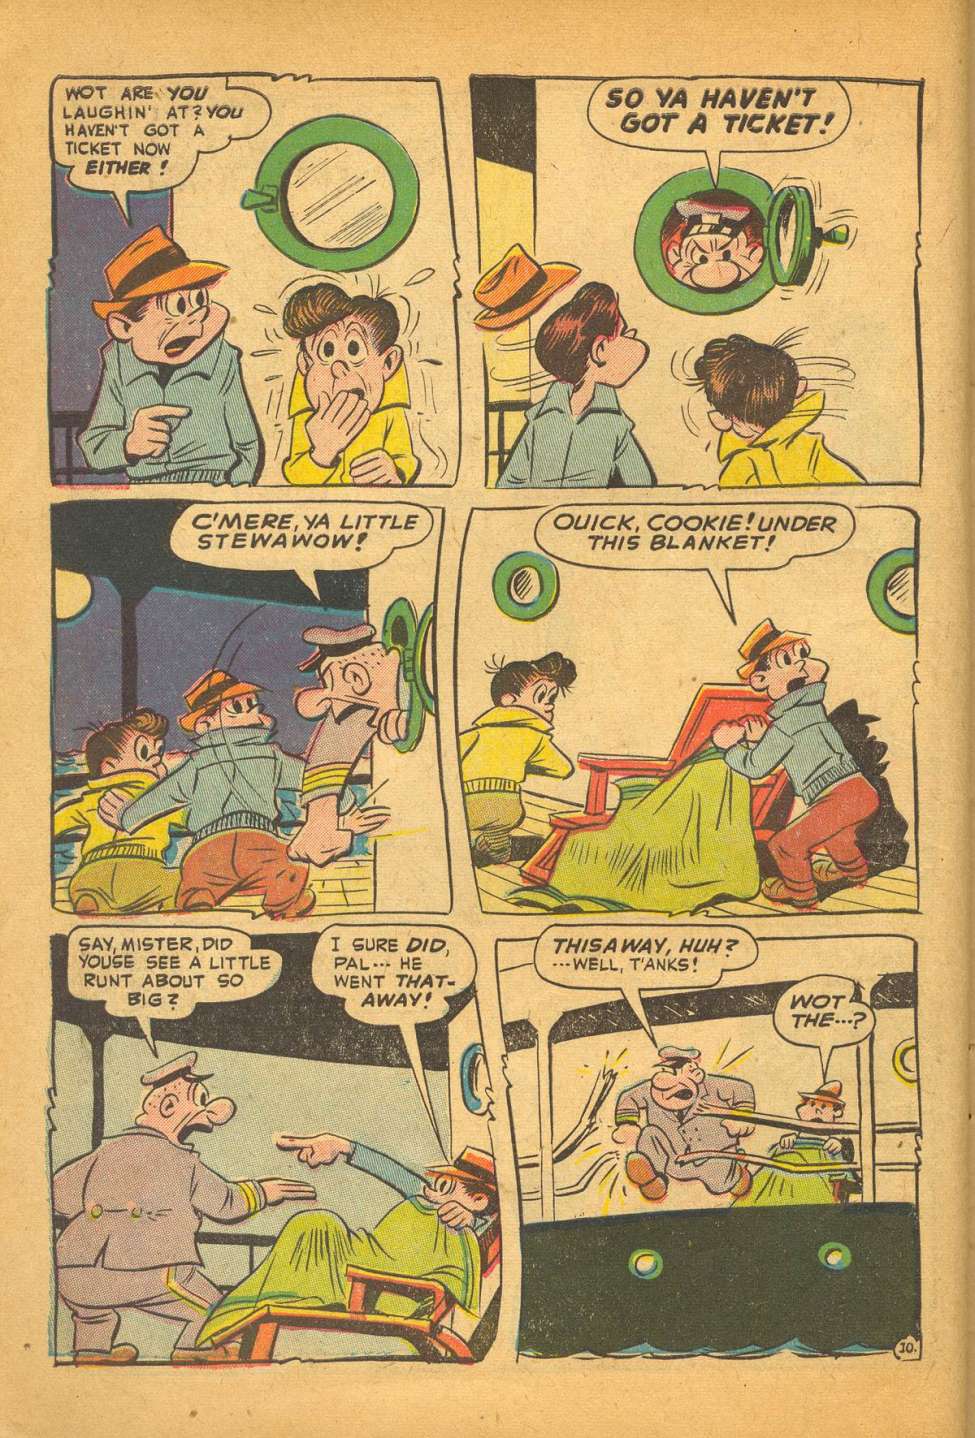 WOT ARE YOU
LAUGHIN' AT? YOU
HAVEN'T GOT A
TICKET NOW
EITHER!
SO YA HAVEN'T
GOT A TICKET!
C'MERE, YA LITTLE
STEWAWOW!
QUICK, COOKIE! UNDER
THIS BLANKET!
SAY, MISTER, DID
YOUSE SEE A LITTLE
RUNT ABOUT SO
BIG?
I SURE DID,
PAL--- HE
WENT THAT-
AWAY!
THISAWAY, HUH?
---WELL, T'ANKS!
WOT
THE---?
10.